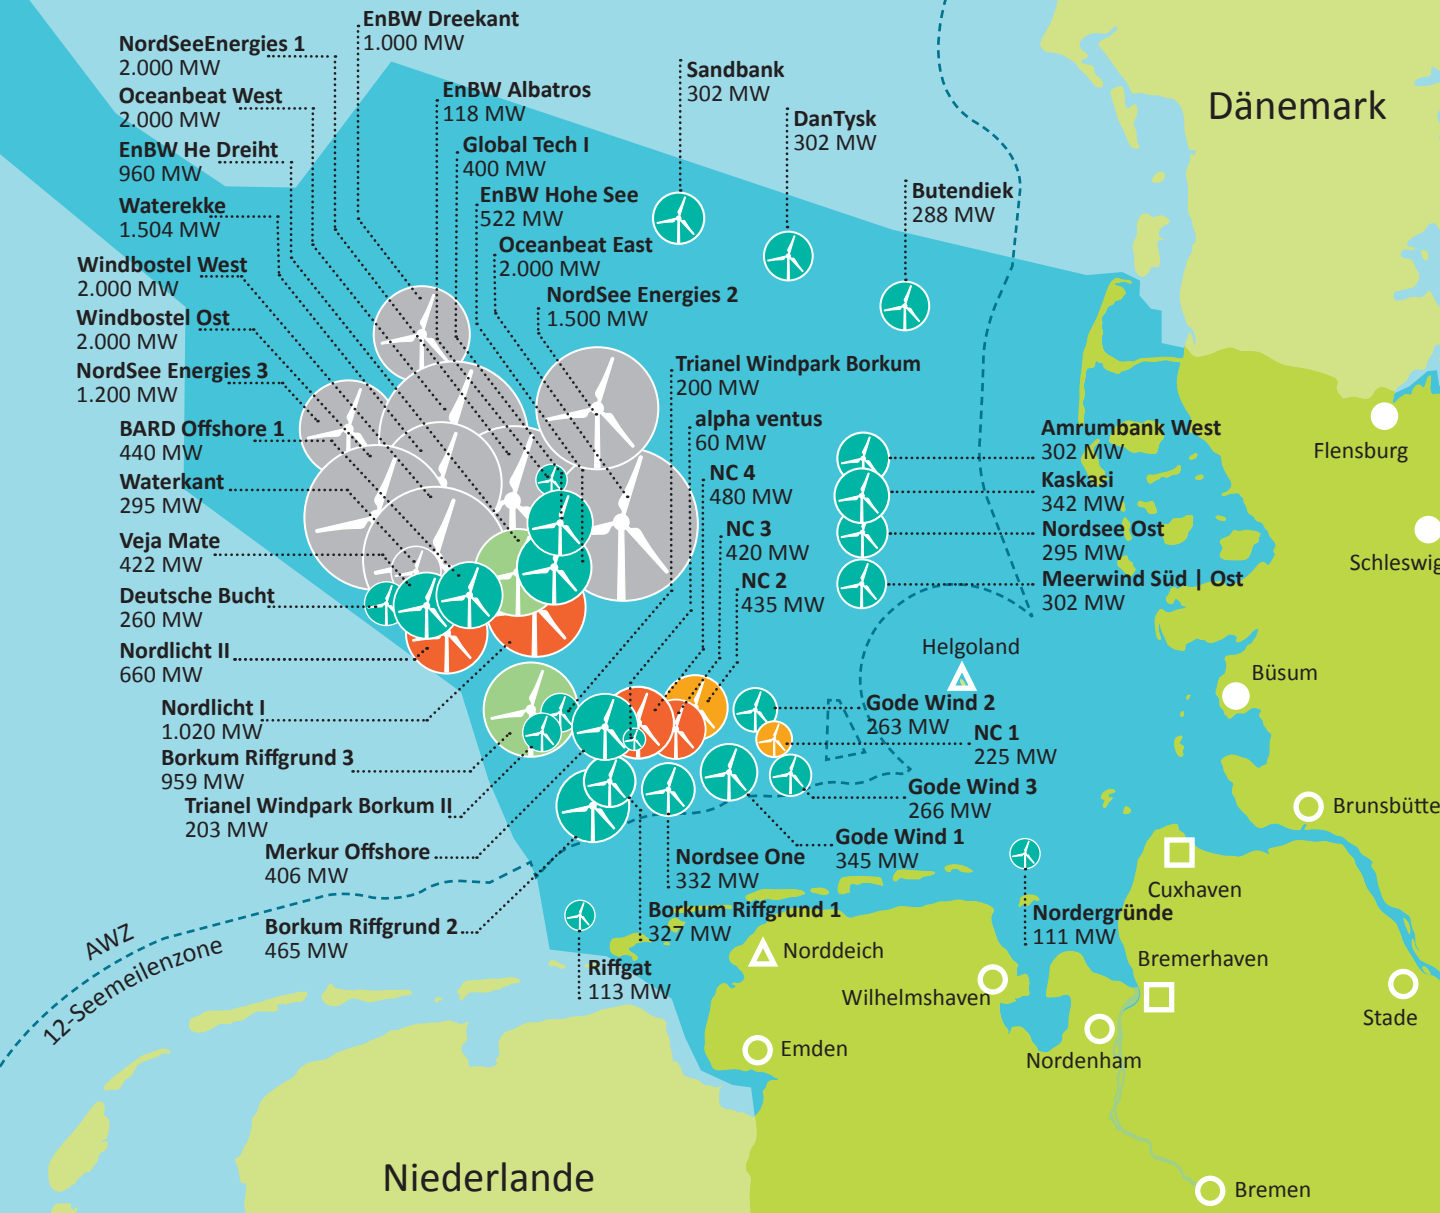 EnBW Dreekant
1.000 MW
NordSeeEnergies 1
2.000 MW
Oceanbeat West
2.000 MW
EnBW He Dreiht
960 MW
Waterekke
1.504 MW
Windbostel West
2.000 MW
Windbostel Ost
2.000 MW
NordSee Energies 3
1.200 MW
BARD Offshore 1
440 MW
Waterkant
295 MW
Veja Mate
422 MW
Deutsche Bucht
260 MW
Nordlicht II
660 MW
Nordlicht I
1.020 MW
Borkum Riffgrund 3
959 MW
Trianel Windpark Borkum II
203 MW
Merkur Offshore
406 MW
Borkum Riffgrund 2
465 MW
EnBW Albatros
118 MW
Global Tech I
400 MW
EnBW Hohe See
522 MW
Oceanbeat East
2.000 MW
NordSee Energies 2
1.500 MW
Sandbank
302 MW
DanTysk
302 MW
Butendiek
288 MW
Trianel Windpark Borkum
200 MW
alpha ventus
60 MW
NC 4
480 MW
NC 3
420 MW
NC 2
435 MW
Amrumbank West
302 MW
Kaskasi
342 MW
Nordsee Ost
295 MW
Meerwind Süd | Ost
302 MW
Gode Wind 2
263 MW
NC 1
225 MW
Gode Wind 3
266 MW
Gode Wind 1
345 MW
Nordsee One
332 MW
Borkum Riffgrund 1
327 MW
Riffgat
113 MW
Nordergründe
111 MW
Dänemark
Flensburg
Schleswig
Helgoland
Büsum
Brunsbütte
Cuxhaven
Bremerhaven
Stade
Norddeich
Wilhelmshaven
Emden
Nordenham
Bremen
Niederlande
AWZ
12-Seemeilenzone